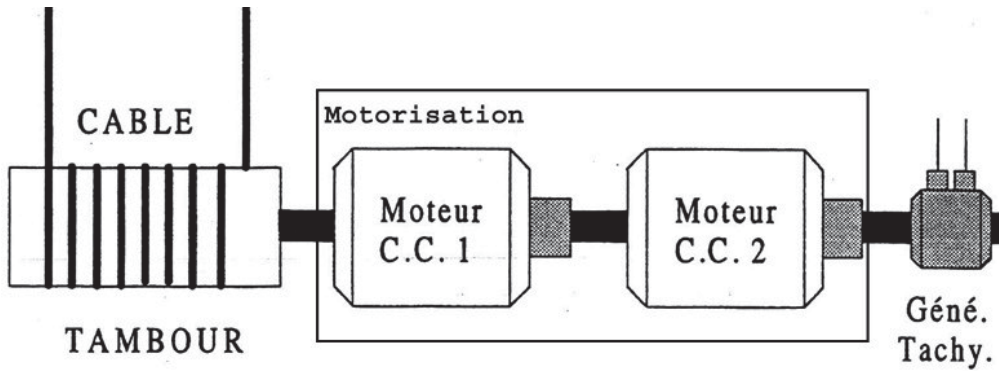 Motorisation
CABLE
Moteur
C.C. 1
Moteur
C.C. 2
TAMBOUR
Géné.
Tachy.